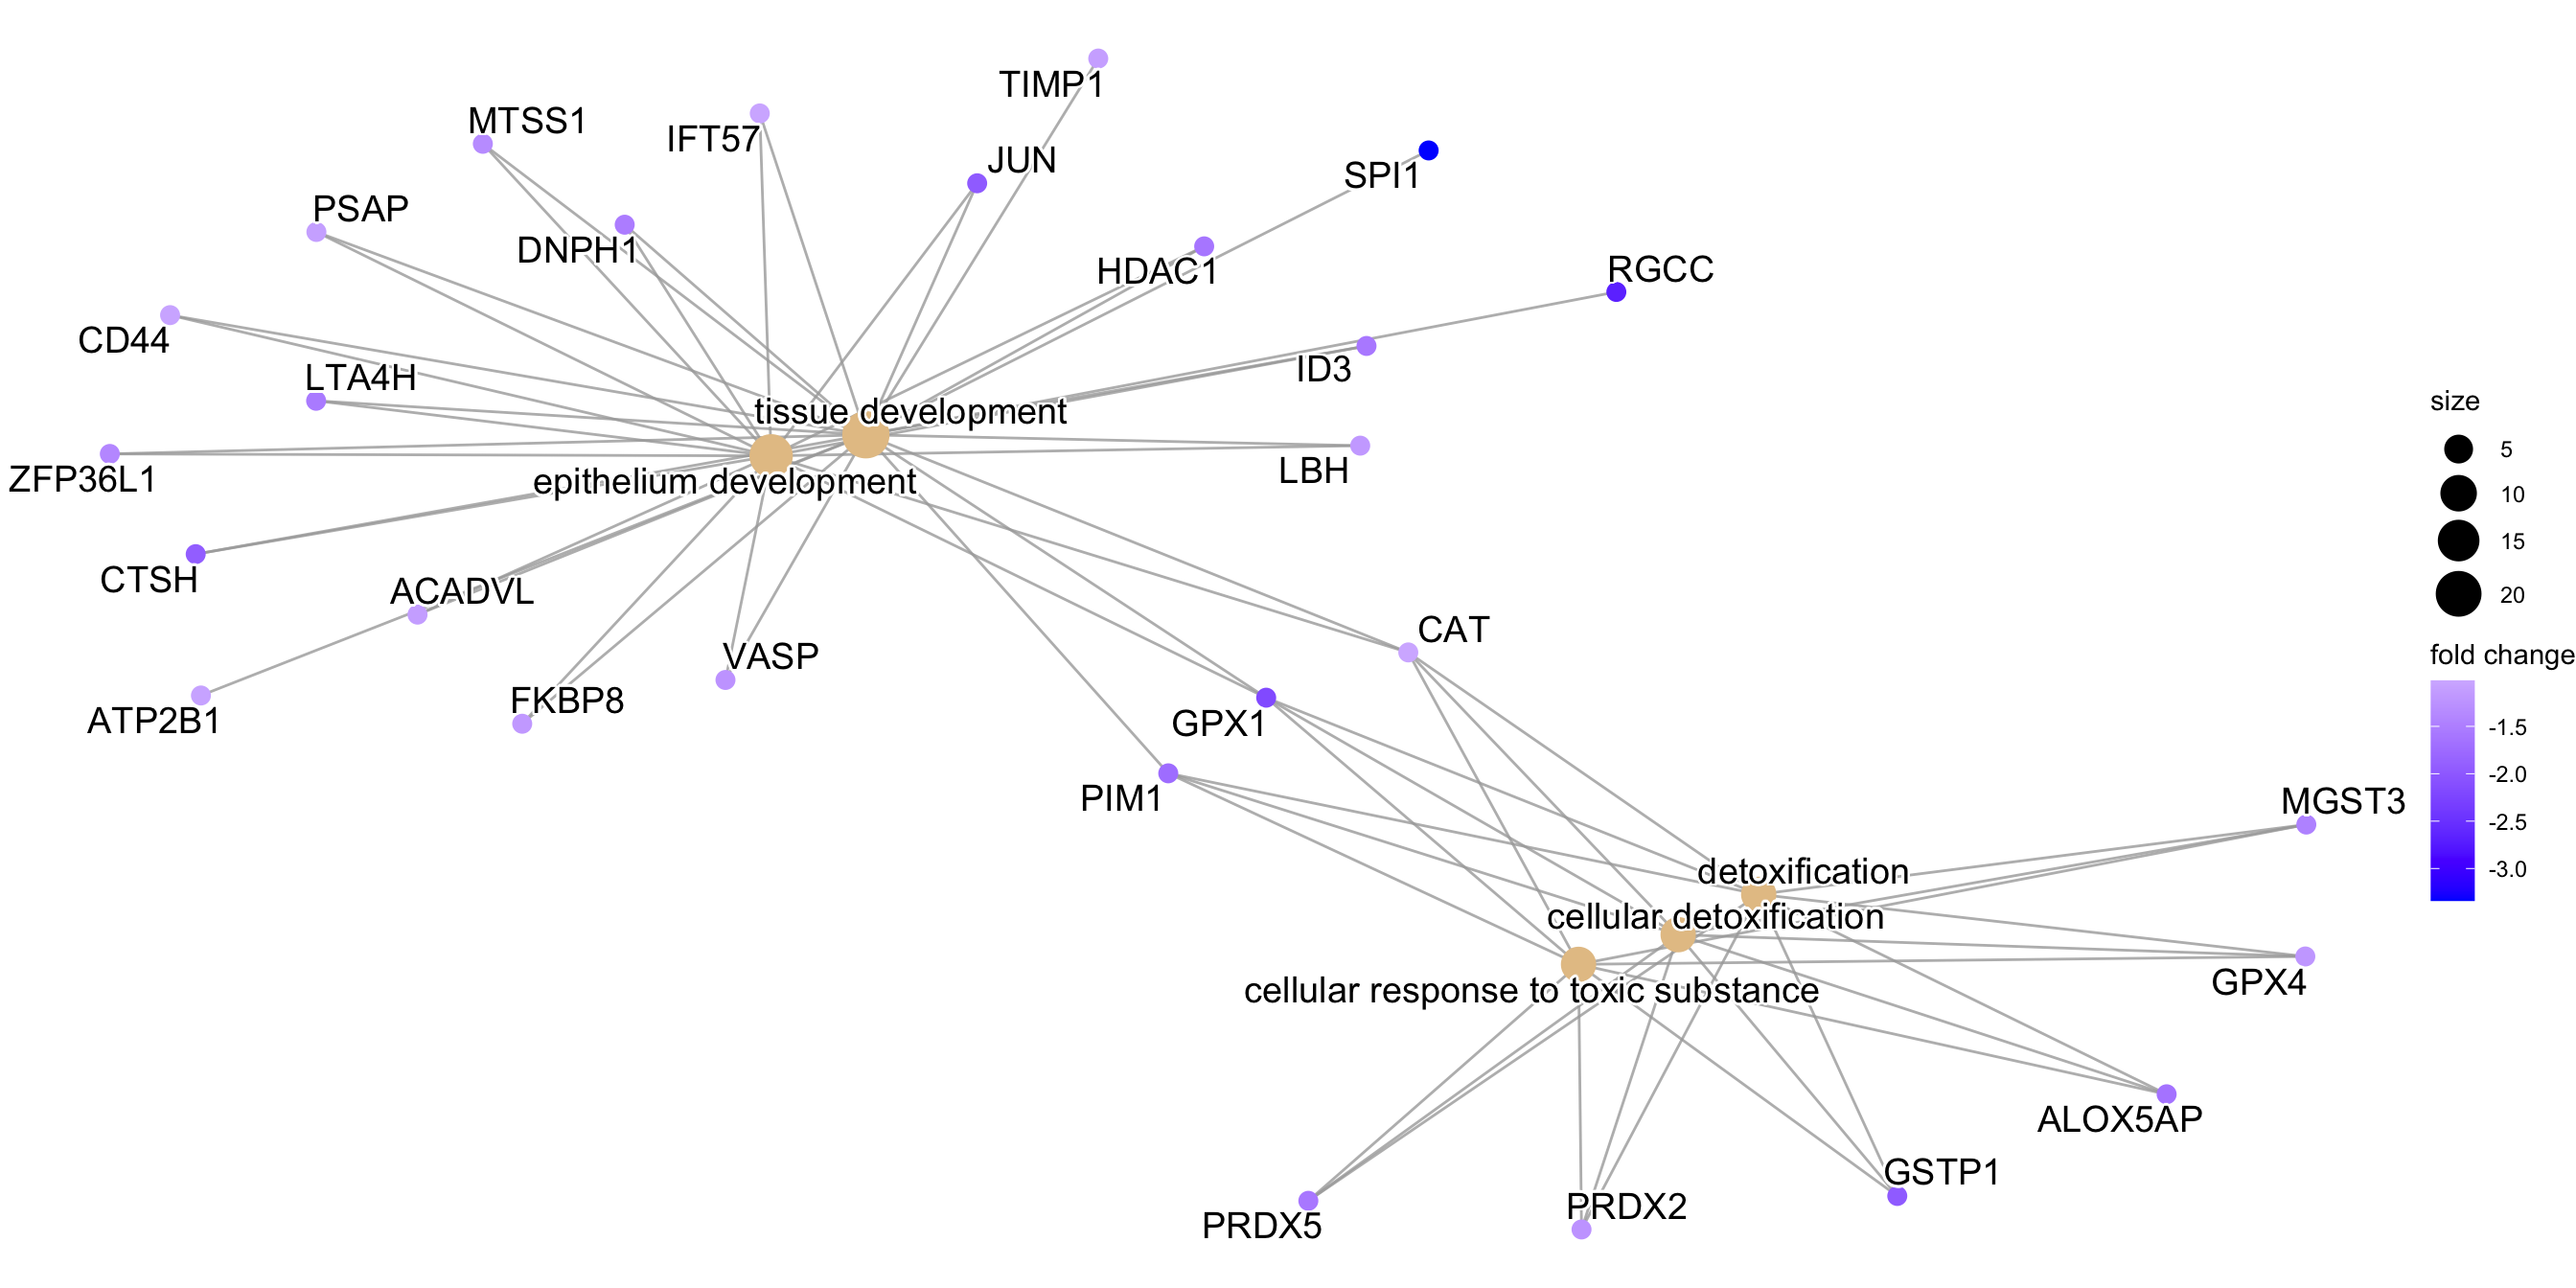 TIMP1
MTSS1
IFT57
JUN
SPI1
PSAP
DNPH1
HDAC1
RGCC
CD44
ID3
LTA4H
tissue development
ZFP36L1
epithelium development
LBH
CTSH
ACADVL
VASP
CAT
ATP2B1
FKBP8
GPX1
PIM1
MGST3
detoxification
cellular detoxification
GPX4
cellular response to toxic substance
ALOX5AP
GSTP1
PRDX2
PRDX5
size
5
10
15
20
fold change
-1.5
-2.0
-2.5
-3.0